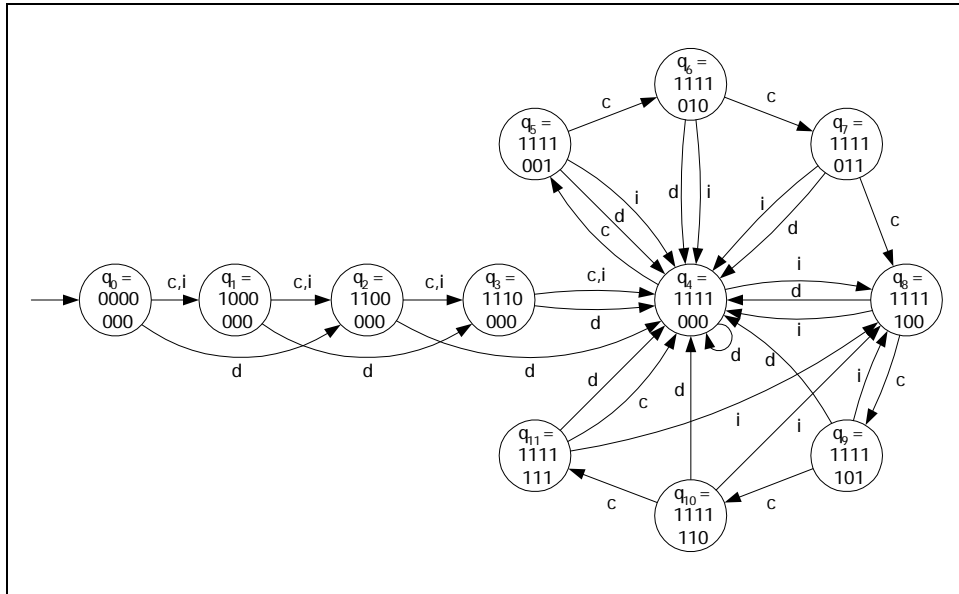 q6 =
1111
010
c
c
q5 =
1111
001
q7 =
1111
011
d
i
i
d
c
i
d
c
q0 =
0000
000
c,i
q1 =
1000
000
c,i
q2 =
1100
000
c,i
q3 =
1110
000
c,i
d
q4 =
1111
000
i
d
i
q8 =
1111
100
d
d
d
d
d
c
d
d
i
c
q11 =
1111
111
i
i
q9 =
1111
101
c
q10 =
1111
110
c